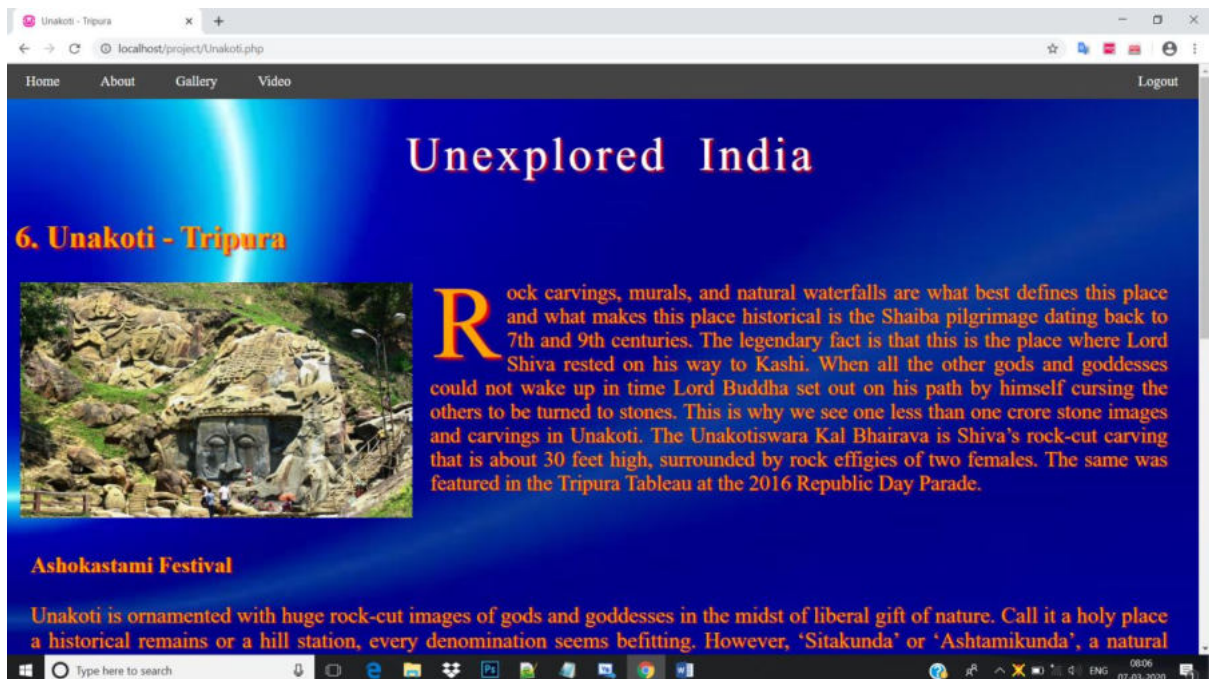 Unakoti - Tripura
localhost/project/Unakoti.php
Home About Gallery Video Logout
Unexplored India
6. Unakoti - Tripura
Rock carvings, murals, and natural waterfalls are what best defines this place
and what makes this place historical is the Shaiba pilgrimage dating back to
7th and 9th centuries. The legendary fact is that this is the place where Lord
Shiva rested on his way to Kashi. When all the other gods and goddesses
could not wake up in time Lord Buddha set out on his path by himself cursing the
others to be turned to stones. This is why we see one less than one crore stone images
and carvings in Unakoti. The Unakotiswara Kal Bhairava is Shiva's rock-cut carving
that is about 30 feet high, surrounded by rock effigies of two females. The same was
featured in the Tripura Tableau at the 2016 Republic Day Parade.
Ashokastami Festival
Unakoti is ornamented with huge rock-cut images of gods and goddesses in the midst of liberal gift of nature. Call it a holy place
a historical remains or a hill station, every denomination seems befitting. However, ‘Sitakunda’ or ‘Ashtamikunda’, a natural
Type here to search
Ps
ENG
08:06
07-03-2020